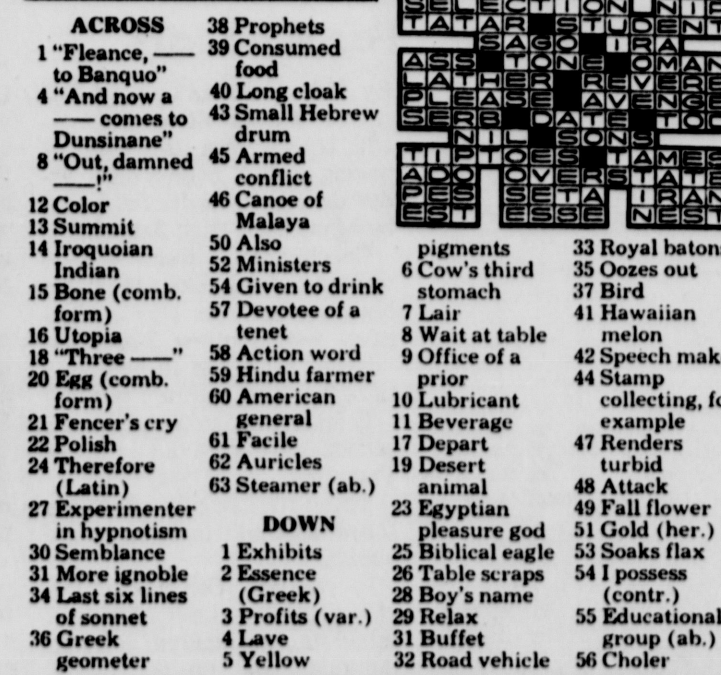 SELECTION NIP
TATAR STUDENT
SAGO IRA
ASS TONE OMAN
LATHER REVERE
PLEASE AVENGE
SERB DATE TOC
NIL SONS
TIPTOES TAMES
ADO OVERSTATE
PES SETA IRAN
EST ESSE NEST
ACROSS
1 "Fleance, ——
to Banquo"
4 "And now a
—— comes to
Dunsinane"
8 "Out, damned
——!"
12 Color
13 Summit
14 Iroquoian
Indian
15 Bone (comb.
form)
16 Utopia
18 "Three ——"
20 Egg (comb.
form)
21 Fencer's cry
22 Polish
24 Therefore
(Latin)
27 Experimenter
in hypnotism
30 Semblance
31 More ignoble
34 Last six lines
of sonnet
36 Greek
geometer
38 Prophets
39 Consumed
food
40 Long cloak
43 Small Hebrew
drum
45 Armed
conflict
46 Canoe of
Malaya
50 Also
52 Ministers
54 Given to drink
57 Devotee of a
tenet
58 Action word
59 Hindu farmer
60 American
general
61 Facile
62 Auricles
63 Steamer (ab.)
DOWN
1 Exhibits
2 Essence
(Greek)
3 Profits (var.)
4 Lave
5 Yellow
pigments
6 Cow's third
stomach
7 Lair
8 Wait at table
9 Office of a
prior
10 Lubricant
11 Beverage
17 Depart
19 Desert
animal
23 Egyptian
pleasure god
25 Biblical eagle
26 Table scraps
28 Boy's name
29 Relax
31 Buffet
32 Road vehicle
33 Royal batons
35 Oozes out
37 Bird
41 Hawaiian
melon
42 Speech mak
44 Stamp
collecting, fo
example
47 Renders
turbid
48 Attack
49 Fall flower
51 Gold (her.)
53 Soaks flax
54 I possess
(contr.)
55 Educational
group (ab.)
56 Choler